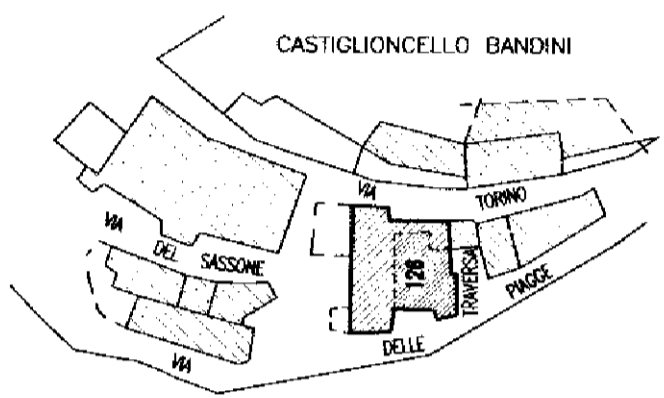 CASTIGLIONCELLO BANDINI
VIA TORINO
VIA DEL SASSONE
126
TRAVERSA
VIA DELLE PIAGGE